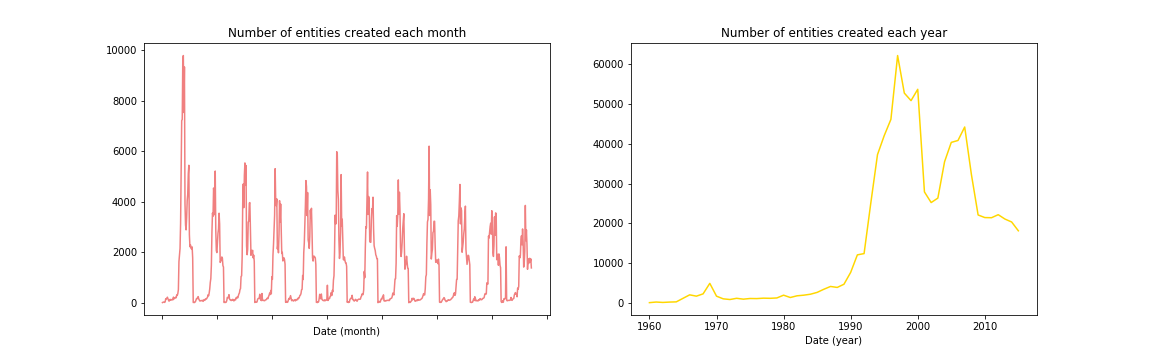 Number of entities created each month
10000
8000
6000
4000
2000
0
Date (month)
Number of entities created each year
60000
50000
40000
30000
20000
10000
0
1960 1970 1980 1990 2000 2010
Date (year)